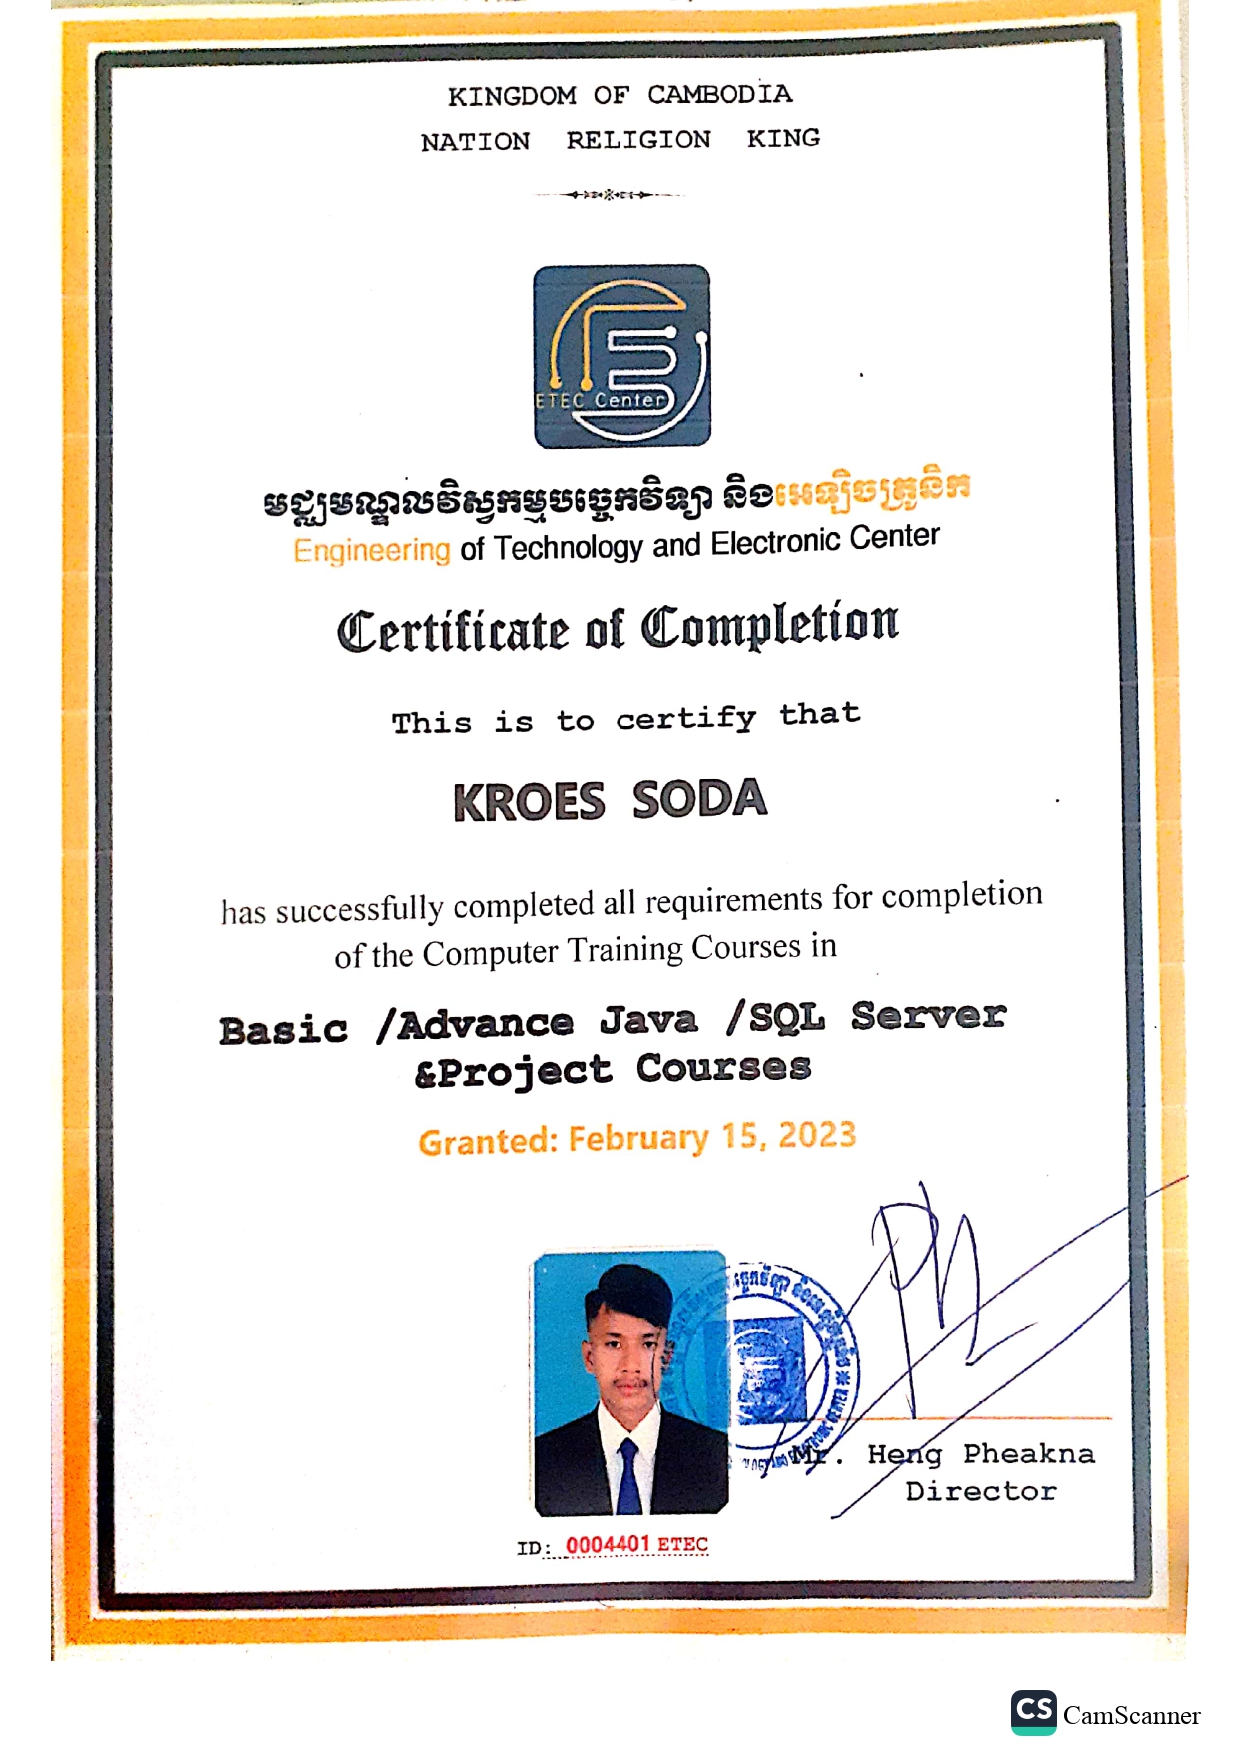 KINGDOM OF CAMBODIA
NATION RELIGION KING
ETEC Center
មជ្ឈមណ្ឌលវិស្វកម្មបច្ចេកវិទ្យា និងអេឡិចត្រូនិក
Engineering of Technology and Electronic Center
Certificate of Completion
This is to certify that
KROES SODA
has successfully completed all requirements for completion
of the Computer Training Courses in
Basic /Advance Java /SQL Server
&Project Courses
Granted: February 15, 2023
Mr. Heng Pheakna
Director
ID: 0004401 ETEC
CS CamScanner